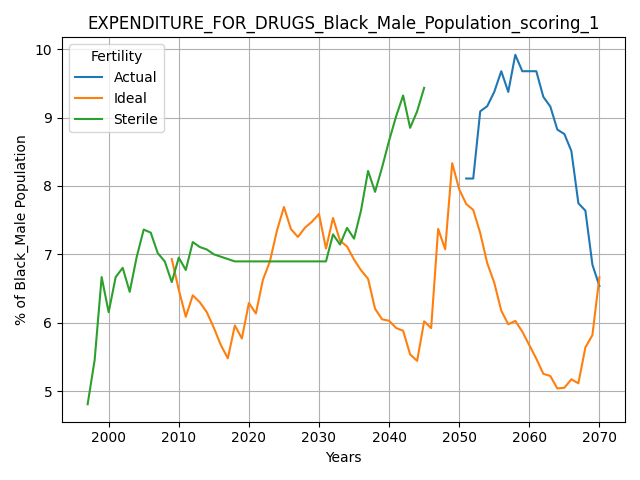 EXPENDITURE_FOR_DRUGS_Black_Male_Population_scoring_1
Fertility
Actual
Ideal
Sterile
% of Black_Male Population
10
9
8
7
6
5
2000 2010 2020 2030 2040 2050 2060 2070
Years